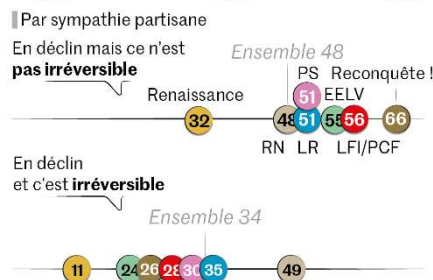 Par sympathie partisane
En déclin mais ce n'est
pas irréversible
Ensemble 48
PS Reconquête !
Renaissance
51 EELV
32 48 51 55 56 66
RN LR LFI/PCF
En déclin
et c'est irréversible
Ensemble 34
11 24 26 28 30 35 49